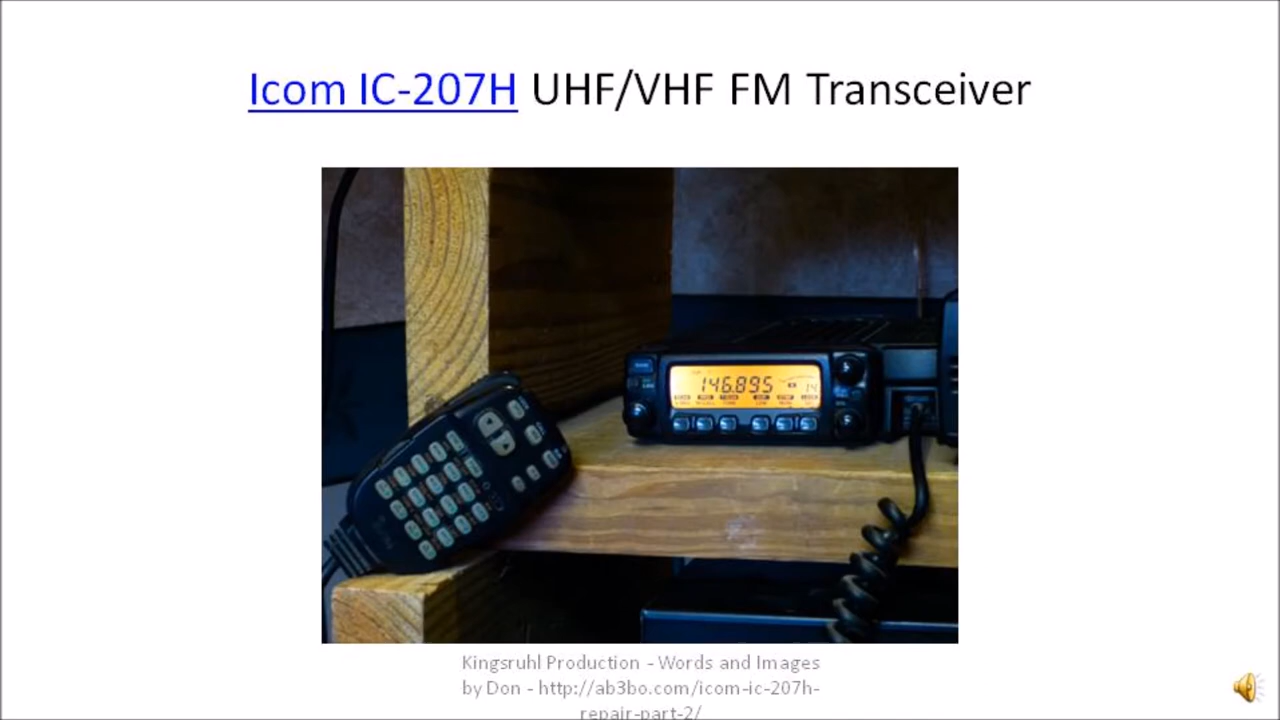 Icom IC-207H UHF/VHF FM Transceiver
146.895
14
Kingsruhl Production - Words and Images
by Don - http://ab3bo.com/icom-ic-207h-
repair-part-2/